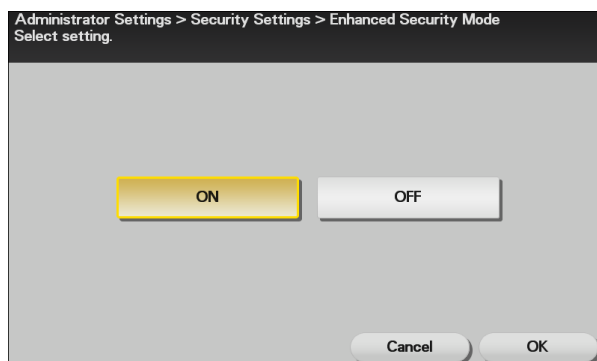 Administrator Settings > Security Settings > Enhanced Security Mode
Select setting.
ON
OFF
Cancel
OK